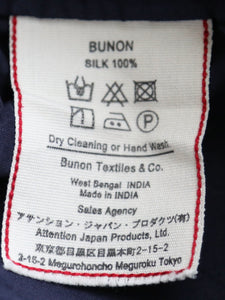 BUNON
SILK 100%
P
Dry Cleaning or Hand Wash
Bunon Textiles & Co.
West Bengal INDIA
Made in INDIA
Sales Agency
アサンション・ジャパン・プロダクツ(有)
Attention Japan Products, Ltd.
東京都目黒区目黒本町2-15-2
2-15-2 Megurohoncho Meguroku Tokyo